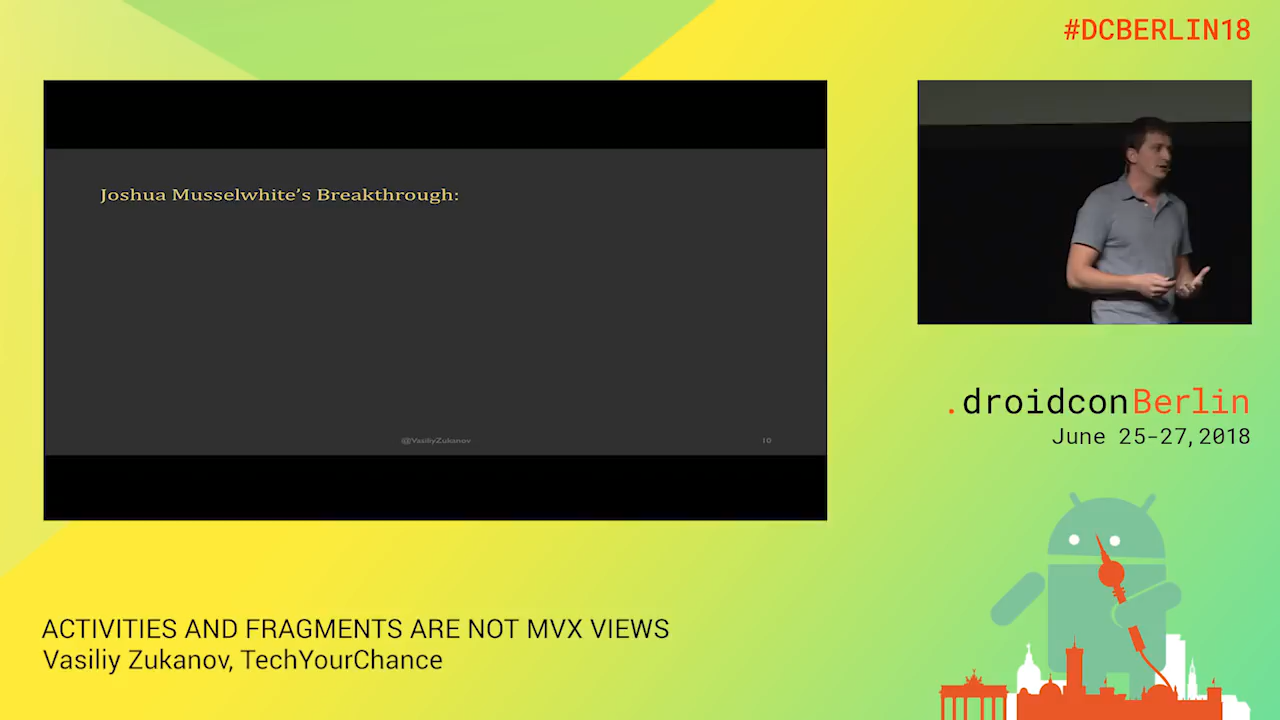 #DCBERLIN18
Joshua Musselwhite’s Breakthrough:
@VasiliyZukanov
10
.droidconBerlin
June 25-27,2018
ACTIVITIES AND FRAGMENTS ARE NOT MVX VIEWS
Vasiliy Zukanov, TechYourChance